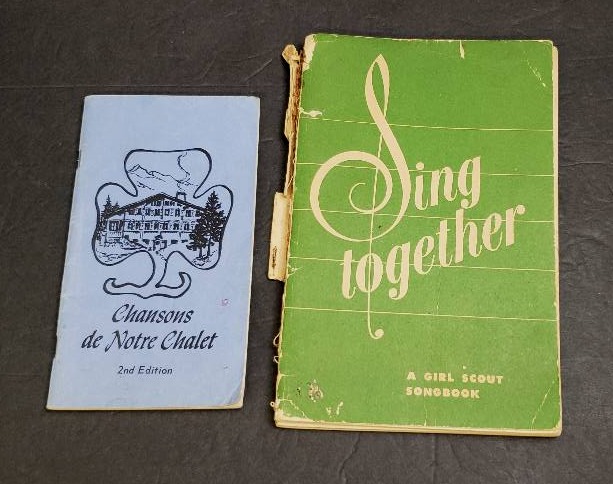 Chansons
de Notre Chalet
2nd Edition
Sing
together
A GIRL SCOUT
SONGBOOK